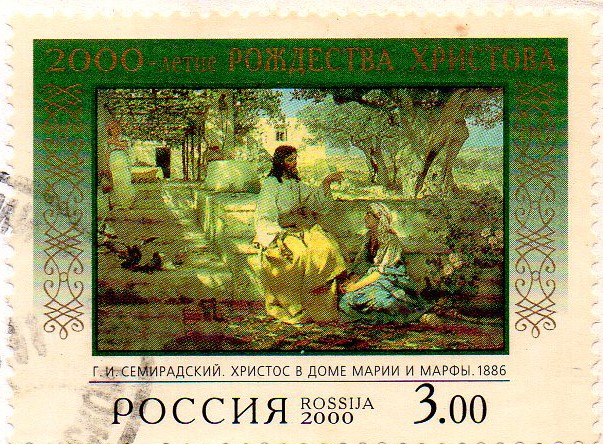 2000-летие РОЖДЕСТВА ХРИСТОВА
Г. И. СЕМИРАДСКИЙ. ХРИСТОС В ДОМЕ МАРИИ И МАРФЫ. 1886
РОССИЯ ROSSIJA 2000 3.00